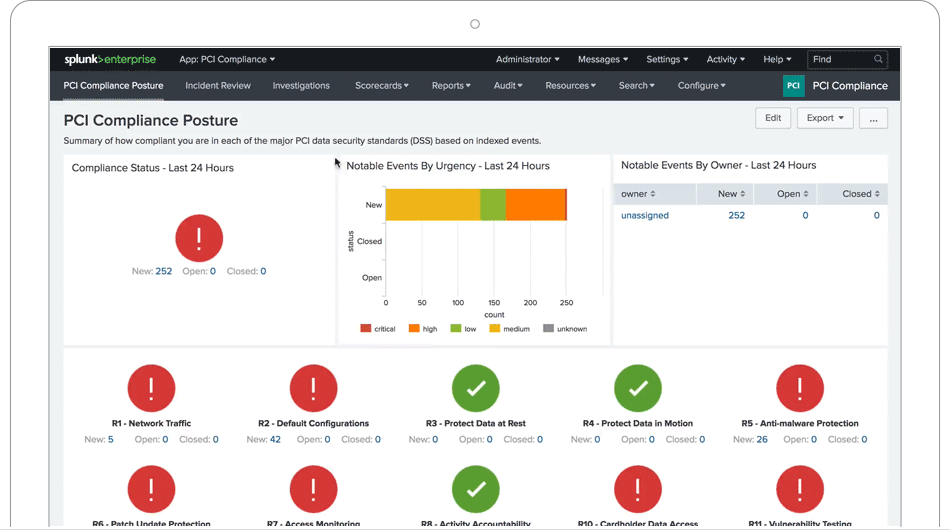 splunk>enterprise App: PCI Compliance Administrator Messages Settings Activity Help Find
PCI Compliance Posture Incident Review Investigations Scorecards Reports Audit Resources Search Configure PCI PCI Compliance
PCI Compliance Posture Edit Export ...
Summary of how compliant you are in each of the major PCI data security standards (DSS) based on indexed events.
Compliance Status - Last 24 Hours
New: 252 Open: 0 Closed: 0
Notable Events By Urgency - Last 24 Hours
status
New
Closed
Open
0 50 100 150 200 250
count
critical high low medium unknown
Notable Events By Owner - Last 24 Hours
owner New Open Closed
unassigned 252 0 0
R1 - Network Traffic R2 - Default Configurations R3 - Protect Data at Rest R4 - Protect Data in Motion R5 - Anti-malware Protection
New: 5 Open: 0 Closed: 0 New: 42 Open: 0 Closed: 0 New: 0 Open: 0 Closed: 0 New: 0 Open: 0 Closed: 0 New: 26 Open: 0 Closed: 0
R6 - Patch Update Protection R7 - Access Monitoring R8 - Activity Accountability R10 - Cardholder Data Access R11 - Vulnerability Testing